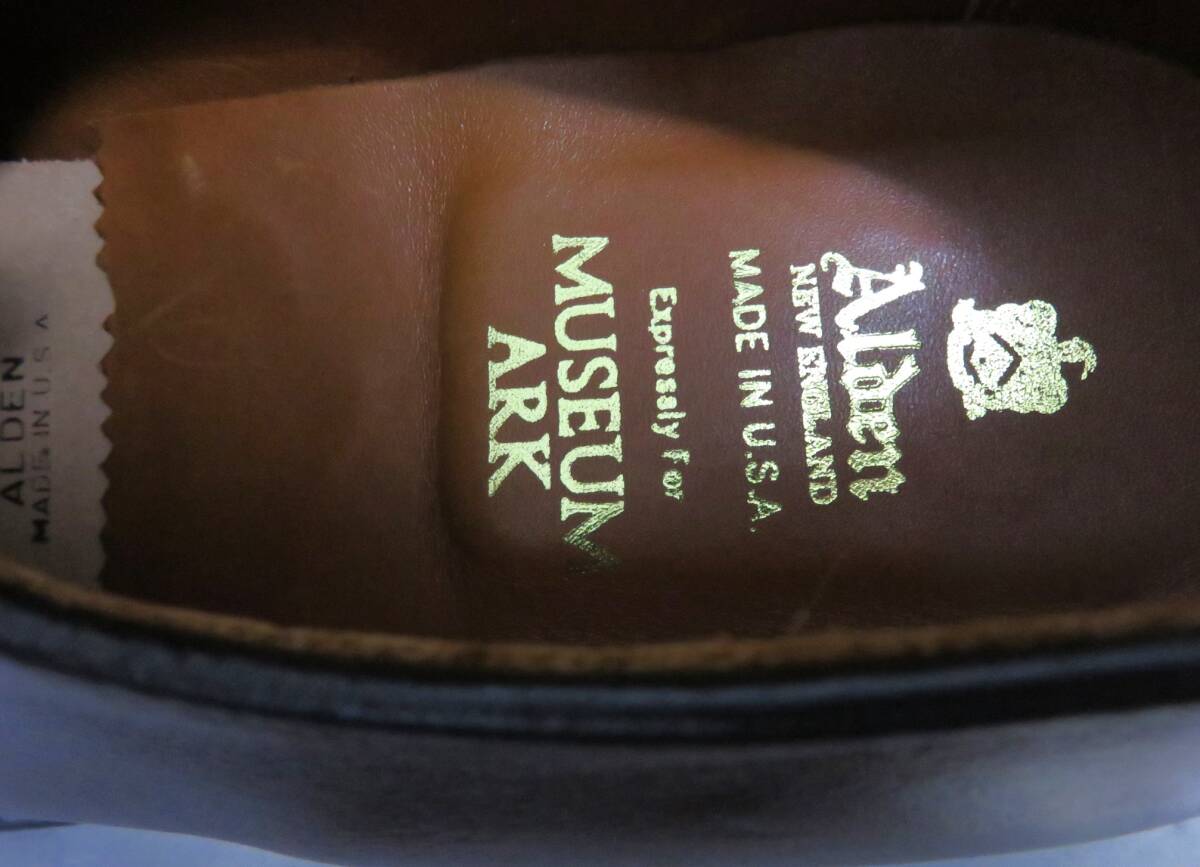 Alden
NEW ENGLAND
MADE IN U.S.A.
Expressly For
MUSEUM
ARK
ALDEN
MADE IN U.S.A